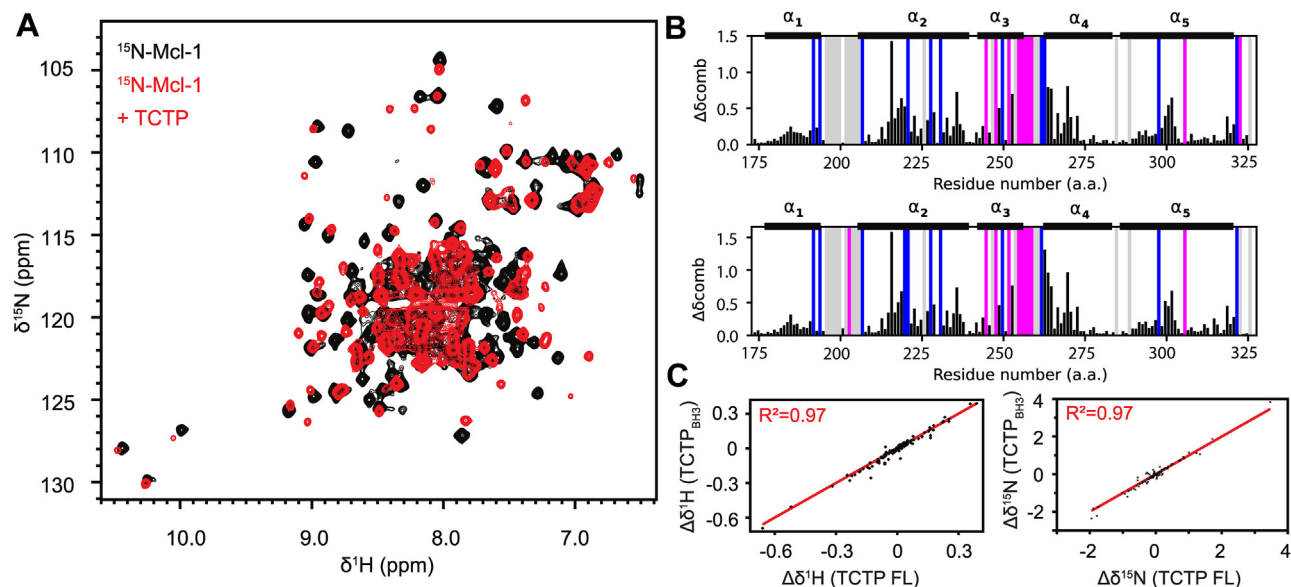 A
¹⁵N-Mcl-1
¹⁵N-Mcl-1
+ TCTP
105
110
115
120
125
130
δ¹⁵N (ppm)
10.0 9.0 8.0 7.0
δ¹H (ppm)
B
α₁ α₂ α₃ α₄ α₅
1.5
1.0
0.5
0.0
Δδcomb
175 200 225 250 275 300 325
Residue number (a.a.)
α₁ α₂ α₃ α₄ α₅
1.5
1.0
0.5
0.0
Δδcomb
175 200 225 250 275 300 325
Residue number (a.a.)
C
R²=0.97
0.3
0
-0.3
-0.6
Δδ¹H (TCTP_BH3)
-0.6 -0.3 0 0.3
Δδ¹H (TCTP FL)
R²=0.97
4
2
0
-2
Δδ¹⁵N (TCTP_BH3)
-2 0 2 4
Δδ¹⁵N (TCTP FL)